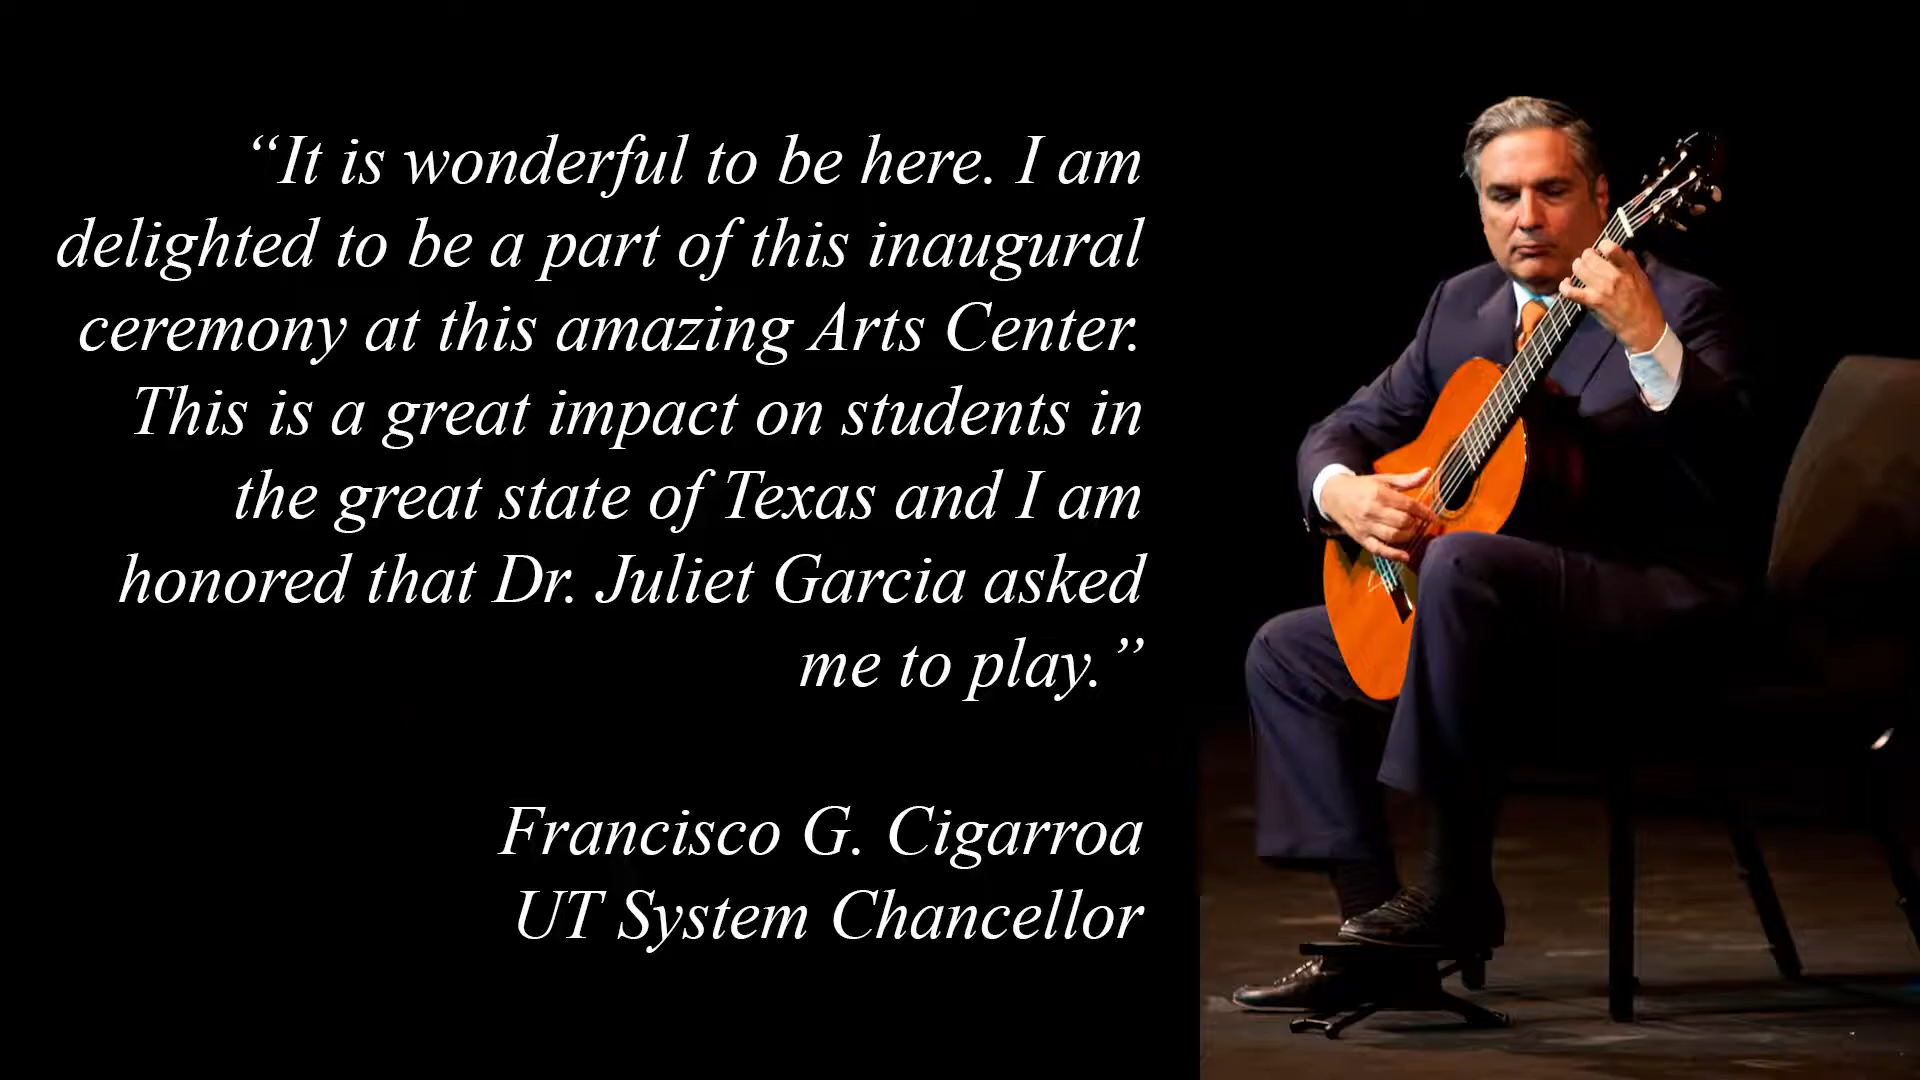 “It is wonderful to be here. I am
delighted to be a part of this inaugural
ceremony at this amazing Arts Center.
This is a great impact on students in
the great state of Texas and I am
honored that Dr. Juliet Garcia asked
me to play.”
Francisco G. Cigarroa
UT System Chancellor